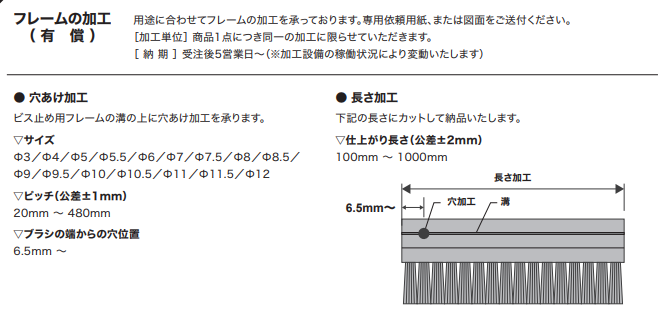 フレームの加工
（有　償）
用途に合わせてフレームの加工を承っております。専用依頼用紙、または図面をご送付ください。
［加工単位］商品1点につき同一の加工に限らせていただきます。
［ 納　期 ］受注後5営業日〜（※加工設備の稼働状況により変動いたします）
● 穴あけ加工
ビス止め用フレームの溝の上に穴あけ加工を承ります。
▽サイズ
Φ3／Φ4／Φ5／Φ5.5／Φ6／Φ7／Φ7.5／Φ8／Φ8.5／
Φ9／Φ9.5／Φ10／Φ10.5／Φ11／Φ11.5／Φ12
▽ピッチ（公差±1mm）
20mm 〜 480mm
▽ブラシの端からの穴位置
6.5mm 〜
● 長さ加工
下記の長さにカットして納品いたします。
▽仕上がり長さ（公差±2mm）
100mm 〜 1000mm
長さ加工
6.5mm〜
穴加工
溝